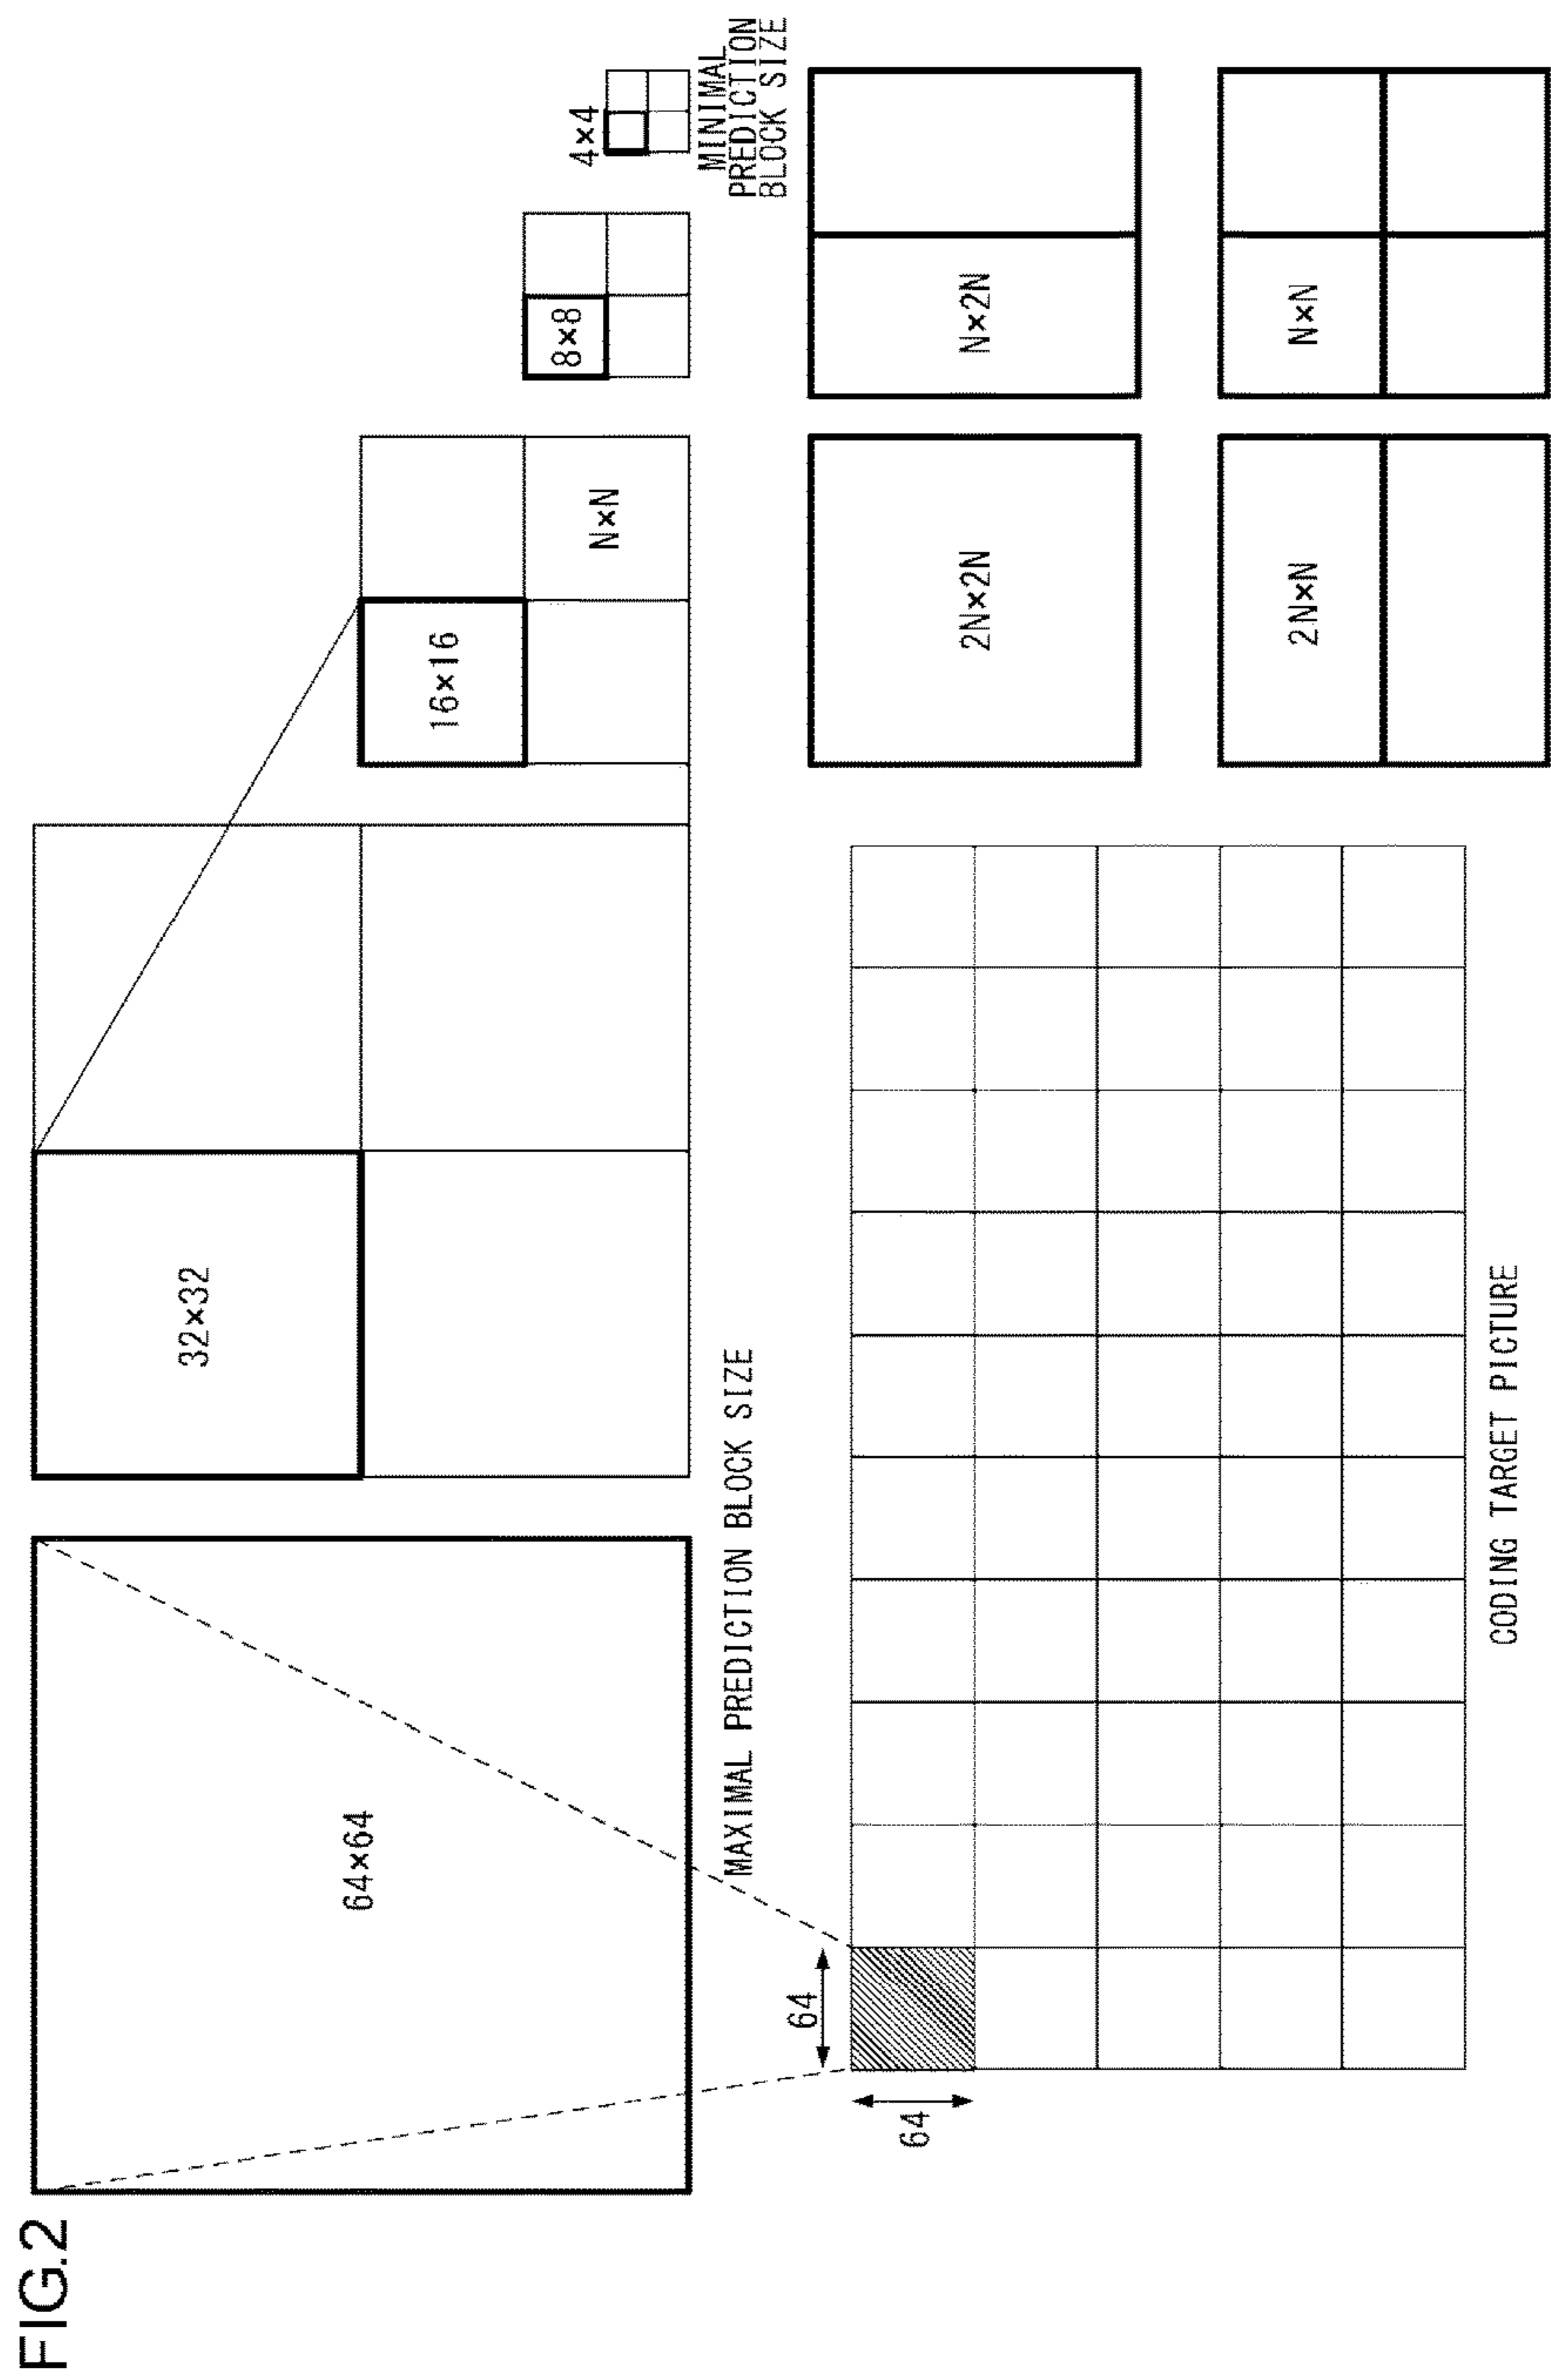 FIG.2
64×64
32×32
16×16
N×N
8×8
4×4
MAXIMAL PREDICTION BLOCK SIZE
MINIMAL
PREDICTION
BLOCK SIZE
64
64
CODING TARGET PICTURE
2N×2N
N×2N
2N×N
N×N